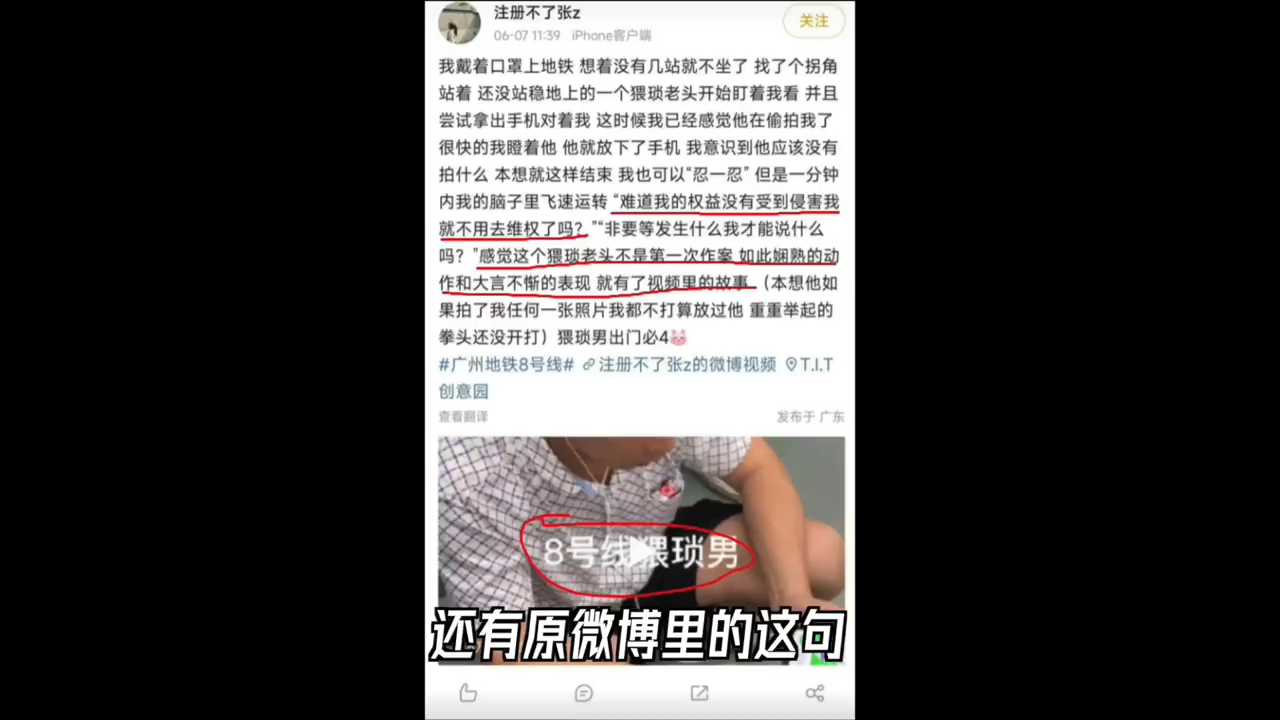 注册不了张z
关注
06-07 11:39 iPhone客户端
我戴着口罩上地铁 想着没有几站就不坐了 找了个拐角
站着 还没站稳地上的一个猥琐老头开始盯着我看 并且
尝试拿出手机对着我 这时候我已经感觉他在偷拍我了
很快的我瞪着他 他就放下了手机 我意识到他应该没有
拍什么 本想就这样结束 我也可以“忍一忍” 但是一分钟
内我的脑子里飞速运转 “难道我的权益没有受到侵害我
就不用去维权了吗？”“非要等发生什么我才能说什么
吗？”感觉这个猥琐老头不是第一次作案 如此娴熟的动
作和大言不惭的表现 就有了视频里的故事（本想他如
果拍了我任何一张照片我都不打算放过他 重重举起的
拳头还没开打）猥琐男出门必4🐷
#广州地铁8号线# 注册不了张z的微博视频 T.I.T
创意园
查看翻译
发布于 广东
8号线猥琐男
还有原微博里的这句